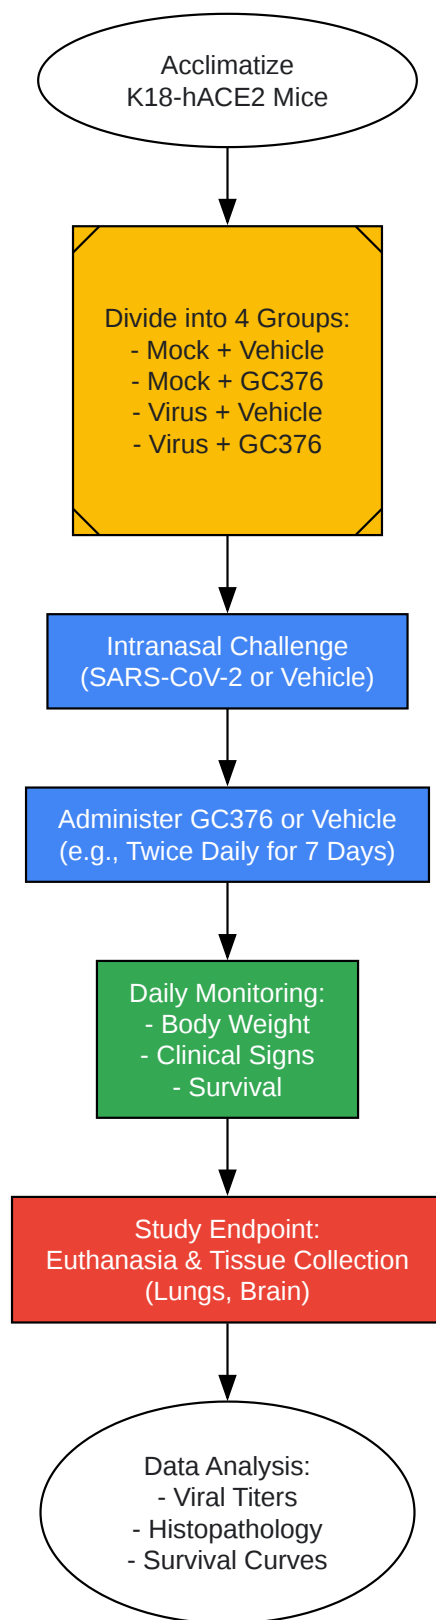 Acclimatize
K18-hACE2 Mice
Divide into 4 Groups:
- Mock + Vehicle
- Mock + GC376
- Virus + Vehicle
- Virus + GC376
Intranasal Challenge
(SARS-CoV-2 or Vehicle)
Administer GC376 or Vehicle
(e.g., Twice Daily for 7 Days)
Daily Monitoring:
- Body Weight
- Clinical Signs
- Survival
Study Endpoint:
Euthanasia & Tissue Collection
(Lungs, Brain)
Data Analysis:
- Viral Titers
- Histopathology
- Survival Curves